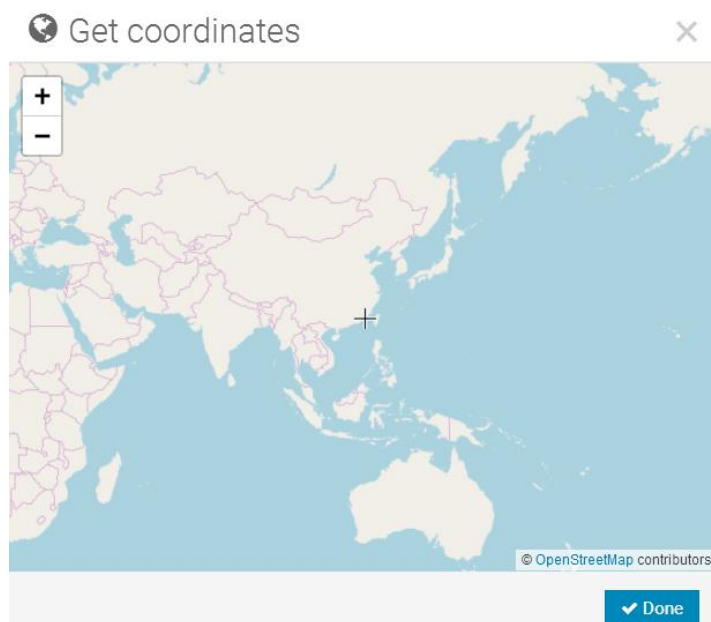 Get coordinates
×
+
−
© OpenStreetMap contributors
✔ Done